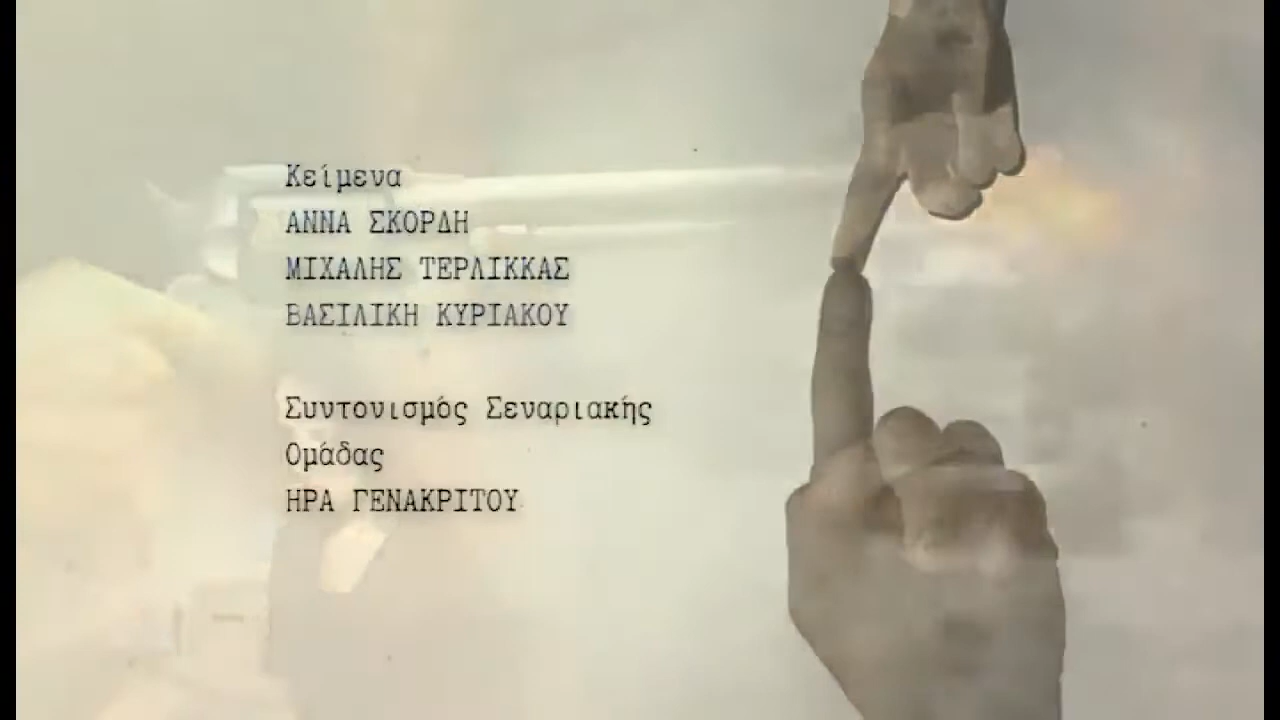 Κείμενα
ΑΝΝΑ ΣΚΟΡΔΗ
ΜΙΧΑΛΗΣ ΤΕΡΛΙΚΚΑΣ
ΒΑΣΙΛΙΚΗ ΚΥΡΙΑΚΟΥ
Συντονισμός Σεναριακής
Ομάδας
ΗΡΑ ΓΕΝΑΚΡΙΤΟΥ